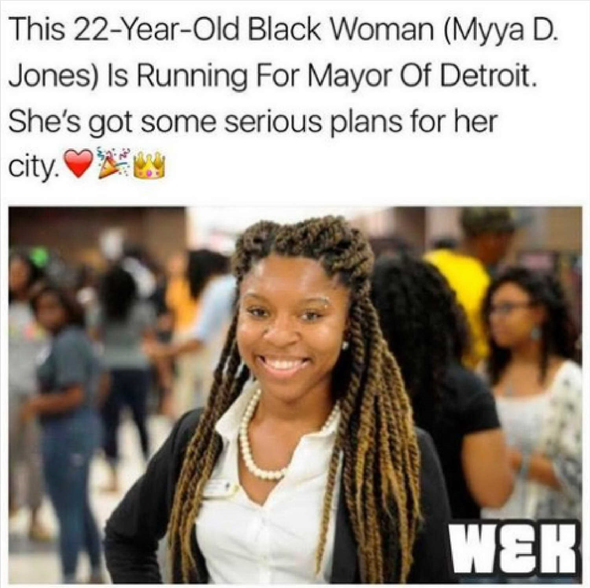 This 22-Year-Old Black Woman (Myya D.
Jones) Is Running For Mayor Of Detroit.
She's got some serious plans for her
city.❤️🎉👑
WEK